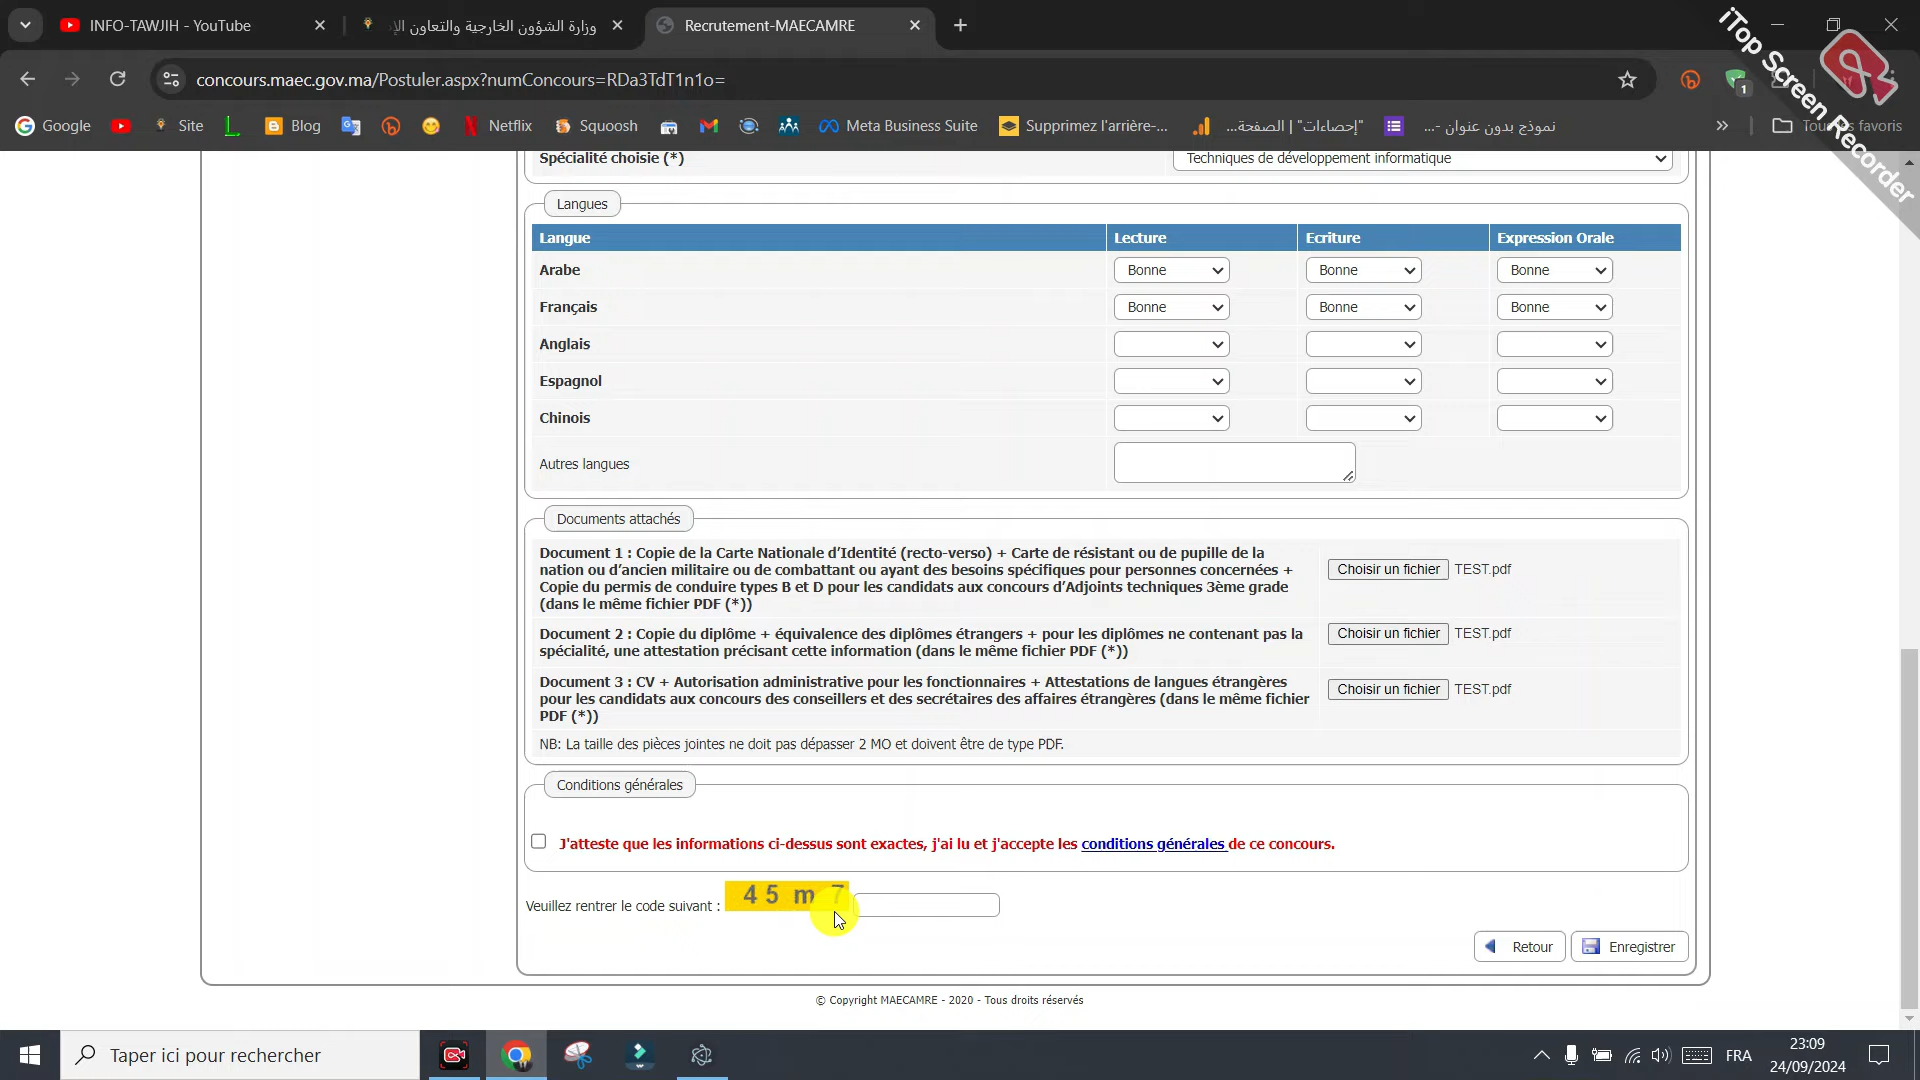 INFO-TAWJIH - YouTube
وزارة الشؤون الخارجية والتعاون الإ
Recrutement-MAECAMRE
concours.maec.gov.ma/Postuler.aspx?numConcours=RDa3TdT1n1o=
1
iTop Screen Recorder
Google
Site
Blog
Netflix
Squoosh
Meta Business Suite
Supprimez l'arrière-...
"إحصاءات" | الصفحة...
نموذج بدون عنوان -...
Tous les favoris
Spécialité choisie (*)
Techniques de développement informatique
Langues
Langue Lecture Ecriture Expression Orale
Arabe Bonne Bonne Bonne
Français Bonne Bonne Bonne
Anglais
Espagnol
Chinois
Autres langues
Documents attachés
Document 1 : Copie de la Carte Nationale d’Identité (recto-verso) + Carte de résistant ou de pupille de la
nation ou d’ancien militaire ou de combattant ou ayant des besoins spécifiques pour personnes concernées +
Copie du permis de conduire types B et D pour les candidats aux concours d’Adjoints techniques 3ème grade
(dans le même fichier PDF (*))
Choisir un fichier TEST.pdf
Document 2 : Copie du diplôme + équivalence des diplômes étrangers + pour les diplômes ne contenant pas la
spécialité, une attestation précisant cette information (dans le même fichier PDF (*))
Choisir un fichier TEST.pdf
Document 3 : CV + Autorisation administrative pour les fonctionnaires + Attestations de langues étrangères
pour les candidats aux concours des conseillers et des secrétaires des affaires étrangères (dans le même fichier
PDF (*))
Choisir un fichier TEST.pdf
NB: La taille des pièces jointes ne doit pas dépasser 2 MO et doivent être de type PDF.
Conditions générales
J'atteste que les informations ci-dessus sont exactes, j'ai lu et j'accepte les conditions générales de ce concours.
Veuillez rentrer le code suivant : 4 5 m 7
Retour
Enregistrer
© Copyright MAECAMRE - 2020 - Tous droits réservés
Taper ici pour rechercher
FRA
23:09
24/09/2024